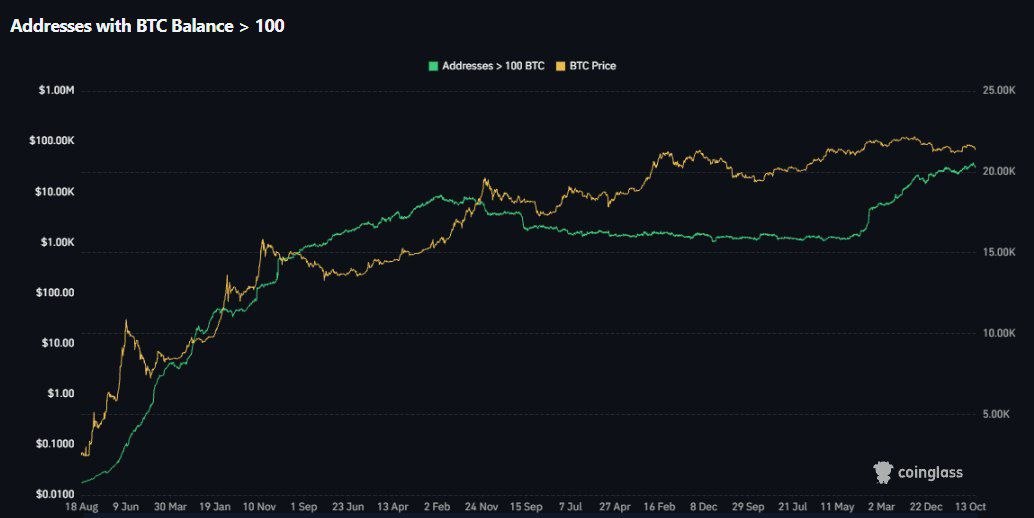 Addresses with BTC Balance > 100
Addresses > 100 BTC BTC Price
$1.00M 25.00K
$100.00K
20.00K
$10.00K
$1.00K
15.00K
$100.00
10.00K
$10.00
$1.00
5.00K
$0.1000
$0.0100
coinglass
18 Aug 9 Jun 30 Mar 19 Jan 10 Nov 1 Sep 23 Jun 13 Apr 2 Feb 24 Nov 15 Sep 7 Jul 27 Apr 16 Feb 8 Dec 29 Sep 21 Jul 11 May 2 Mar 22 Dec 13 Oct